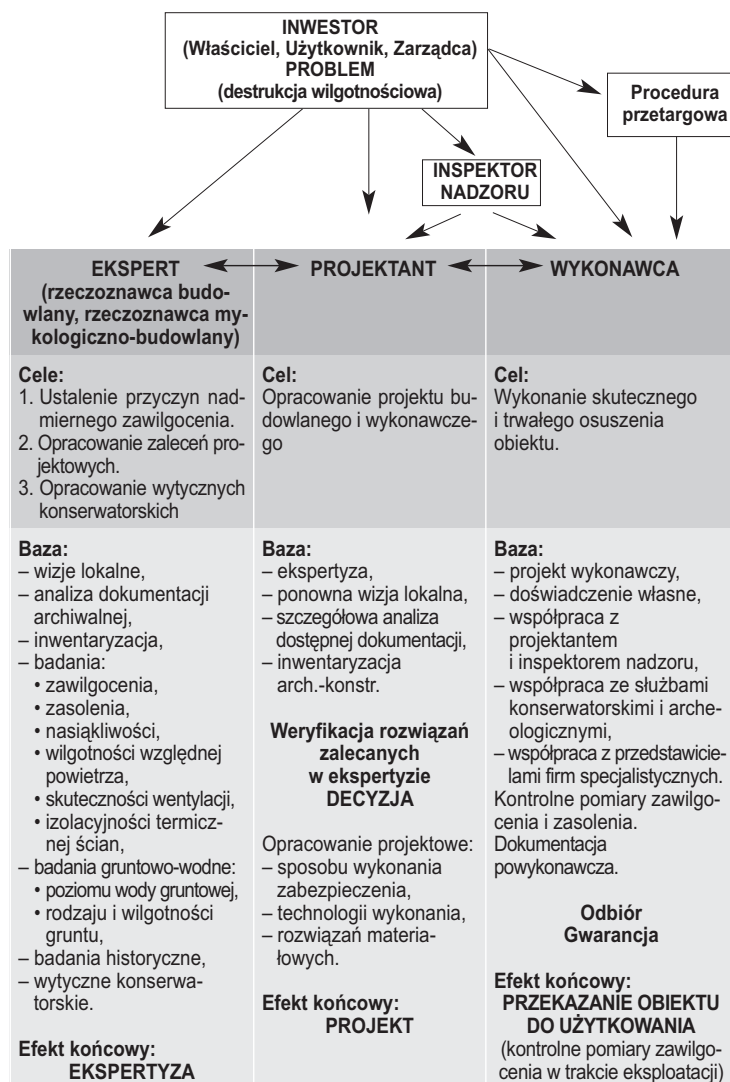 INWESTOR
(Właściciel, Użytkownik, Zarządca)
PROBLEM
(destrukcja wilgotnościowa)
Procedura
przetargowa
INSPEKTOR
NADZORU
EKSPERT
(rzeczoznawca budo-
wlany, rzeczoznawca my-
kologiczno-budowlany)
PROJEKTANT
WYKONAWCA
Cele:
1. Ustalenie przyczyn nad-
miernego zawilgocenia.
2. Opracowanie zaleceń pro-
jektowych.
3. Opracowanie wytycznych
konserwatorskich
Cel:
Opracowanie projektu bu-
dowlanego i wykonawcze-
go
Cel:
Wykonanie skutecznego
i trwałego osuszenia
obiektu.
Baza:
– wizje lokalne,
– analiza dokumentacji
archiwalnej,
– inwentaryzacja,
– badania:
• zawilgocenia,
• zasolenia,
• nasiąkliwości,
• wilgotności względnej
powietrza,
• skuteczności wentylacji,
• izolacyjności termicz-
nej ścian,
– badania gruntowo-wodne:
• poziomu wody gruntowej,
• rodzaju i wilgotności
gruntu,
– badania historyczne,
– wytyczne konserwa-
torskie.
Efekt końcowy:
EKSPERTYZA
Baza:
– ekspertyza,
– ponowna wizja lokalna,
– szczegółowa analiza
dostępnej dokumentacji,
– inwentaryzacja
arch.-konstr.
Weryfikacja rozwiązań
zalecanych
w ekspertyzie
DECYZJA
Opracowanie projektowe:
– sposobu wykonania
zabezpieczenia,
– technologii wykonania,
– rozwiązań materia-
łowych.
Efekt końcowy:
PROJEKT
Baza:
– projekt wykonawczy,
– doświadczenie własne,
– współpraca z
projektantem
i inspektorem nadzoru,
– współpraca ze służbami
konserwatorskimi i arche-
ologicznymi,
– współpraca z przedstawicie-
lami firm specjalistycznych.
Kontrolne pomiary zawilgo-
cenia i zasolenia.
Dokumentacja
powykonawcza.
Odbiór
Gwarancja
Efekt końcowy:
PRZEKAZANIE OBIEKTU
DO UŻYTKOWANIA
(kontrolne pomiary zawilgo-
cenia w trakcie eksploatacji)